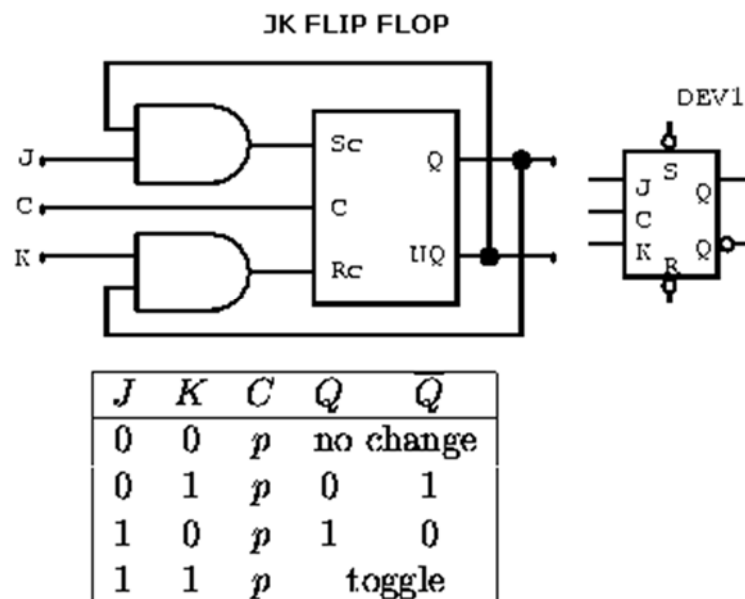 JK FLIP FLOP
J
C
K
Sc
C
Rc
Q
UQ
DEV1
S
J
C
K
R
Q
Q
J K C Q Q̅
0 0 p no change
0 1 p 0 1
1 0 p 1 0
1 1 p toggle